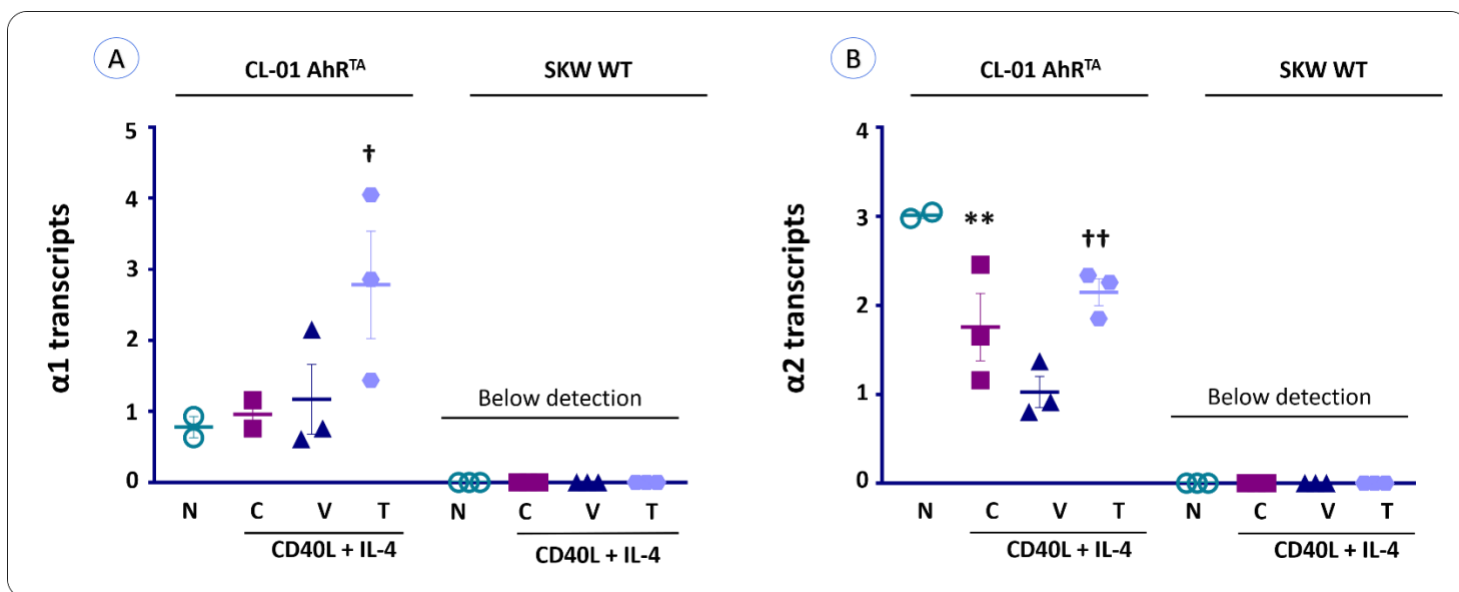 A
CL-01 AhRᵀᴬ
SKW WT
α1 transcripts
5
4
3
2
1
0
†
Below detection
N
C
V
T
N
C
V
T
CD40L + IL-4
CD40L + IL-4
B
CL-01 AhRᵀᴬ
SKW WT
α2 transcripts
4
3
2
1
0
**
††
Below detection
N
C
V
T
N
C
V
T
CD40L + IL-4
CD40L + IL-4